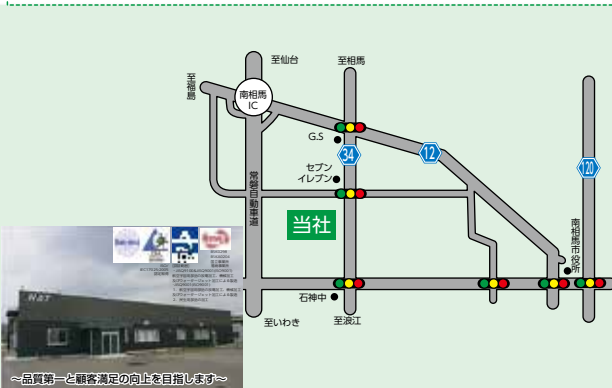 至仙台
至相馬
至福島
南相馬
IC
G.S
34
12
セブン
イレブン
120
常磐自動車道
当社
南相馬市役所
石神中
至いわき
至浪江
～品質第一と顧客満足の向上を目指します～